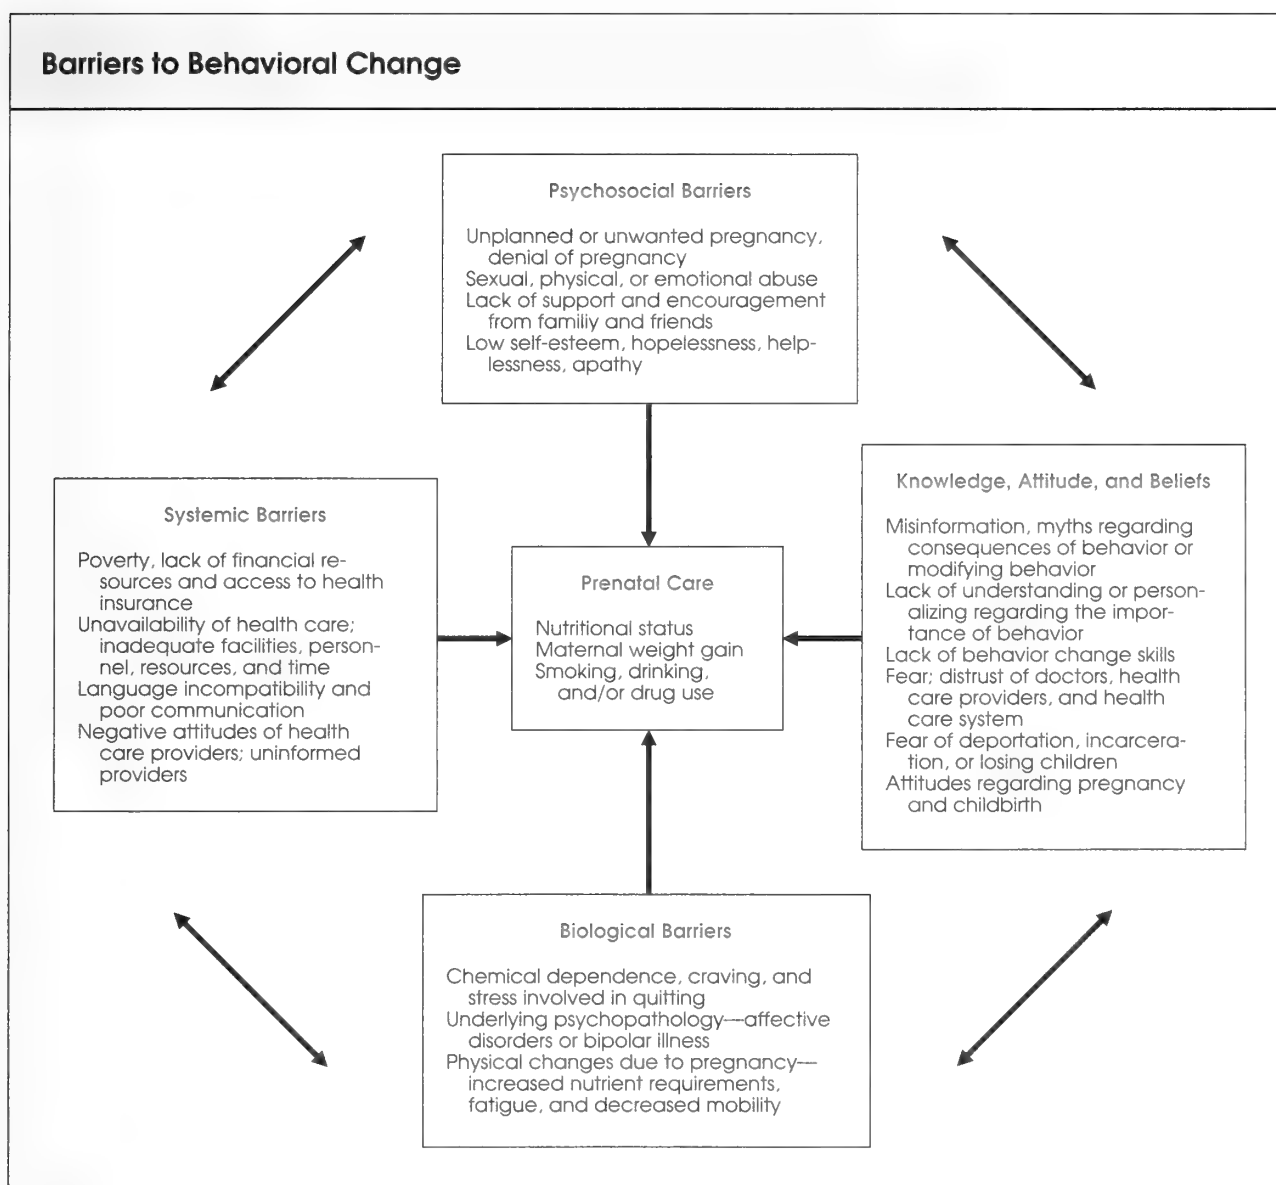 Barriers to Behavioral Change
Psychosocial Barriers
Unplanned or unwanted pregnancy,
denial of pregnancy
Sexual, physical, or emotional abuse
Lack of support and encouragement
from familiy and friends
Low self-esteem, hopelessness, help-
lessness, apathy
Systemic Barriers
Poverty, lack of financial re-
sources and access to health
insurance
Unavailability of health care;
inadequate facilities, person-
nel, resources, and time
Language incompatibility and
poor communication
Negative attitudes of health
care providers; uninformed
providers
Prenatal Care
Nutritional status
Maternal weight gain
Smoking, drinking,
and/or drug use
Knowledge, Attitude, and Beliefs
Misinformation, myths regarding
consequences of behavior or
modifying behavior
Lack of understanding or person-
alizing regarding the impor-
tance of behavior
Lack of behavior change skills
Fear; distrust of doctors, health
care providers, and health
care system
Fear of deportation, incarcera-
tion, or losing children
Attitudes regarding pregnancy
and childbirth
Biological Barriers
Chemical dependence, craving, and
stress involved in quitting
Underlying psychopathology—affective
disorders or bipolar illness
Physical changes due to pregnancy—
increased nutrient requirements,
fatigue, and decreased mobility